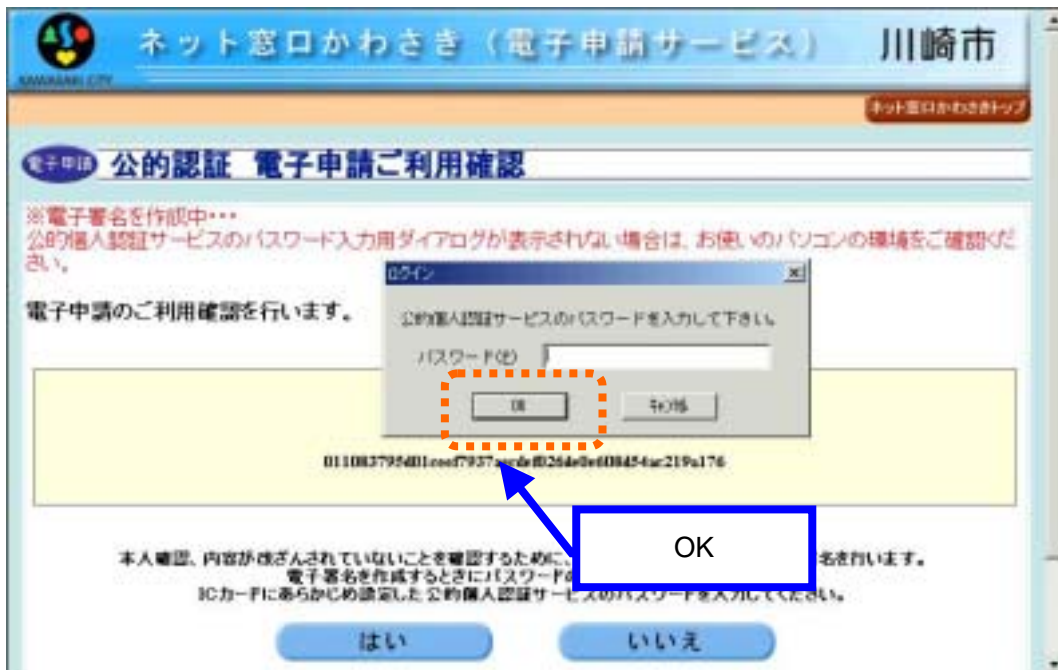 ネット窓口かわさき（電子申請サービス） 川崎市
KAWASAKI CITY
ネット窓口かわさきトップ
電子申請 公的認証 電子申請ご利用確認
※電子署名を作成中・・・
公的個人認証サービスのパスワード入力用ダイアログが表示されない場合は、お使いのパソコンの環境をご確認くだ
さい。
ログイン
電子申請のご利用確認を行います。
公的個人認証サービスのパスワードを入力して下さい。
パスワード(P)
OK キャンセル
OK
本人確認、内容が改ざんされていないことを確認するために、 名を行います。
電子署名を作成するときにパスワードの
ICカードにあらかじめ設定した公的個人認証サービスのパスワードを入力してください。
はい いいえ